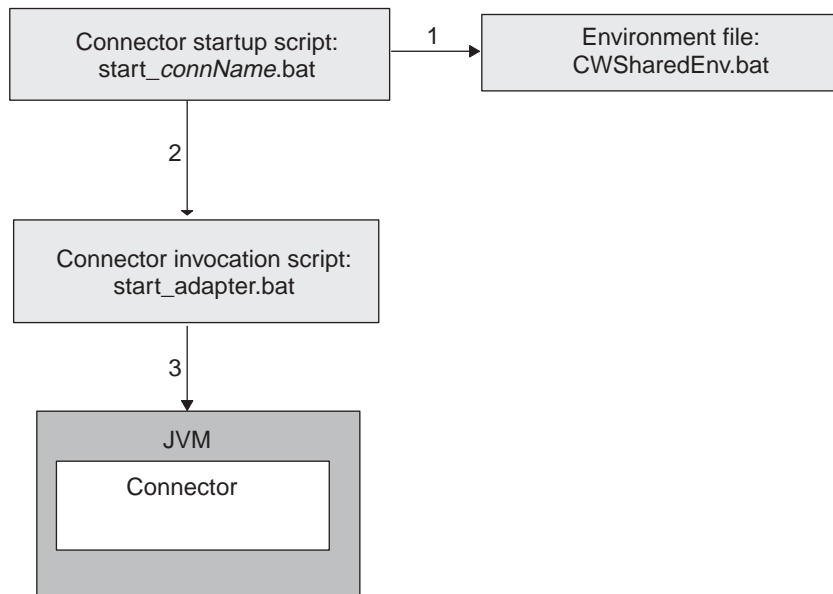 Connector startup script:
start_connName.bat
1
Environment file:
CWSharedEnv.bat
2
Connector invocation script:
start_adapter.bat
3
JVM
Connector